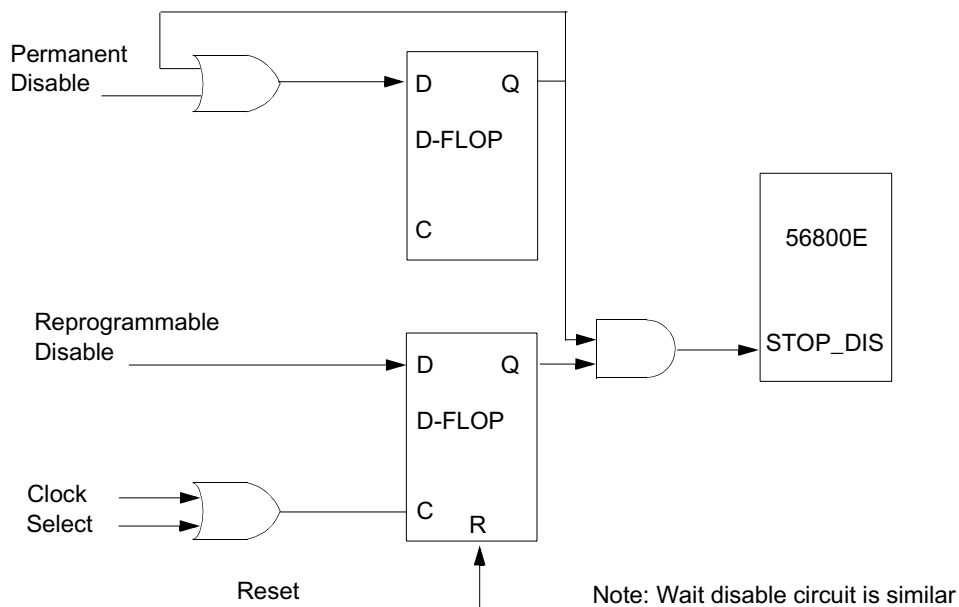 Permanent
Disable
D Q
D-FLOP
C
56800E
STOP_DIS
Reprogrammable
Disable
D Q
D-FLOP
C
R
Clock
Select
Reset
Note: Wait disable circuit is similar